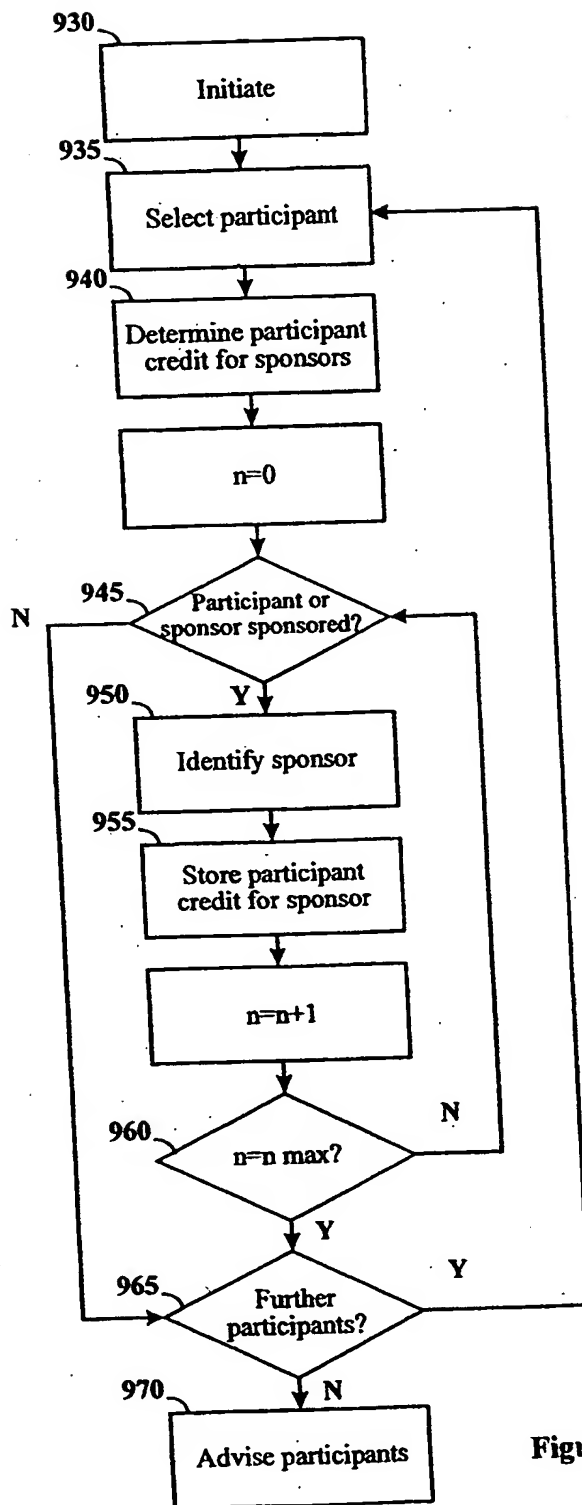 930
Initiate
935
Select participant
940
Determine participant
credit for sponsors
n=0
945
N
Participant or
sponsor sponsored?
Y
950
Identify sponsor
955
Store participant
credit for sponsor
n=n+1
960
N
n=n max?
Y
965
Y
Further
participants?
N
970
Advise participants